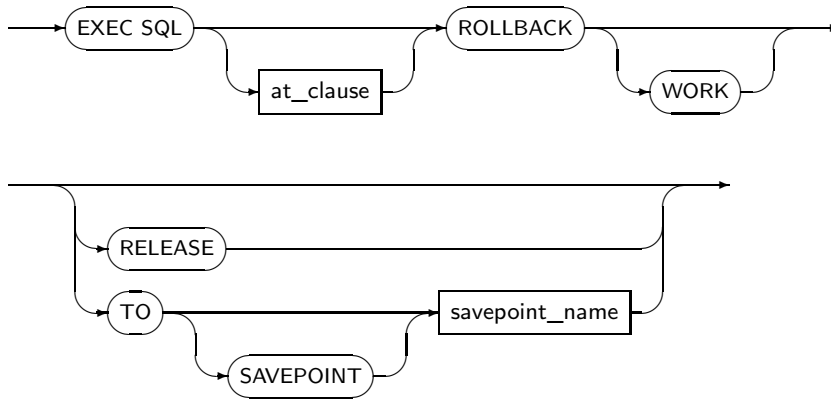 EXEC SQL ROLLBACK
at_clause WORK
RELEASE
TO savepoint_name
SAVEPOINT